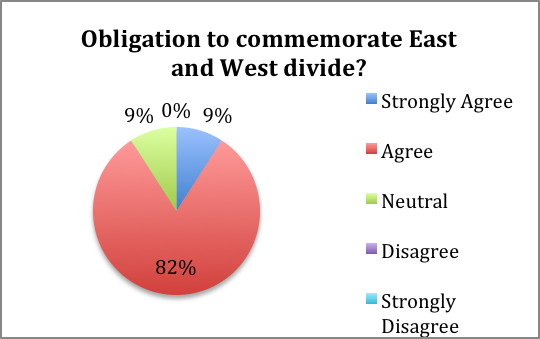 Obligation to commemorate East
and West divide?
9% 0% 9%
82%
Strongly Agree
Agree
Neutral
Disagree
Strongly
Disagree